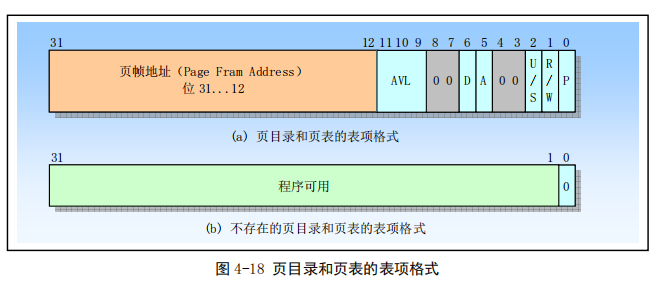 31 12 11 10 9 8 7 6 5 4 3 2 1 0
页帧地址（Page Fram Address）
位 31...12
AVL 0 0 D A 0 0 U/S R/W P
(a) 页目录和页表的表项格式
31 1 0
程序可用 0
(b) 不存在的页目录和页表的表项格式
图 4-18 页目录和页表的表项格式